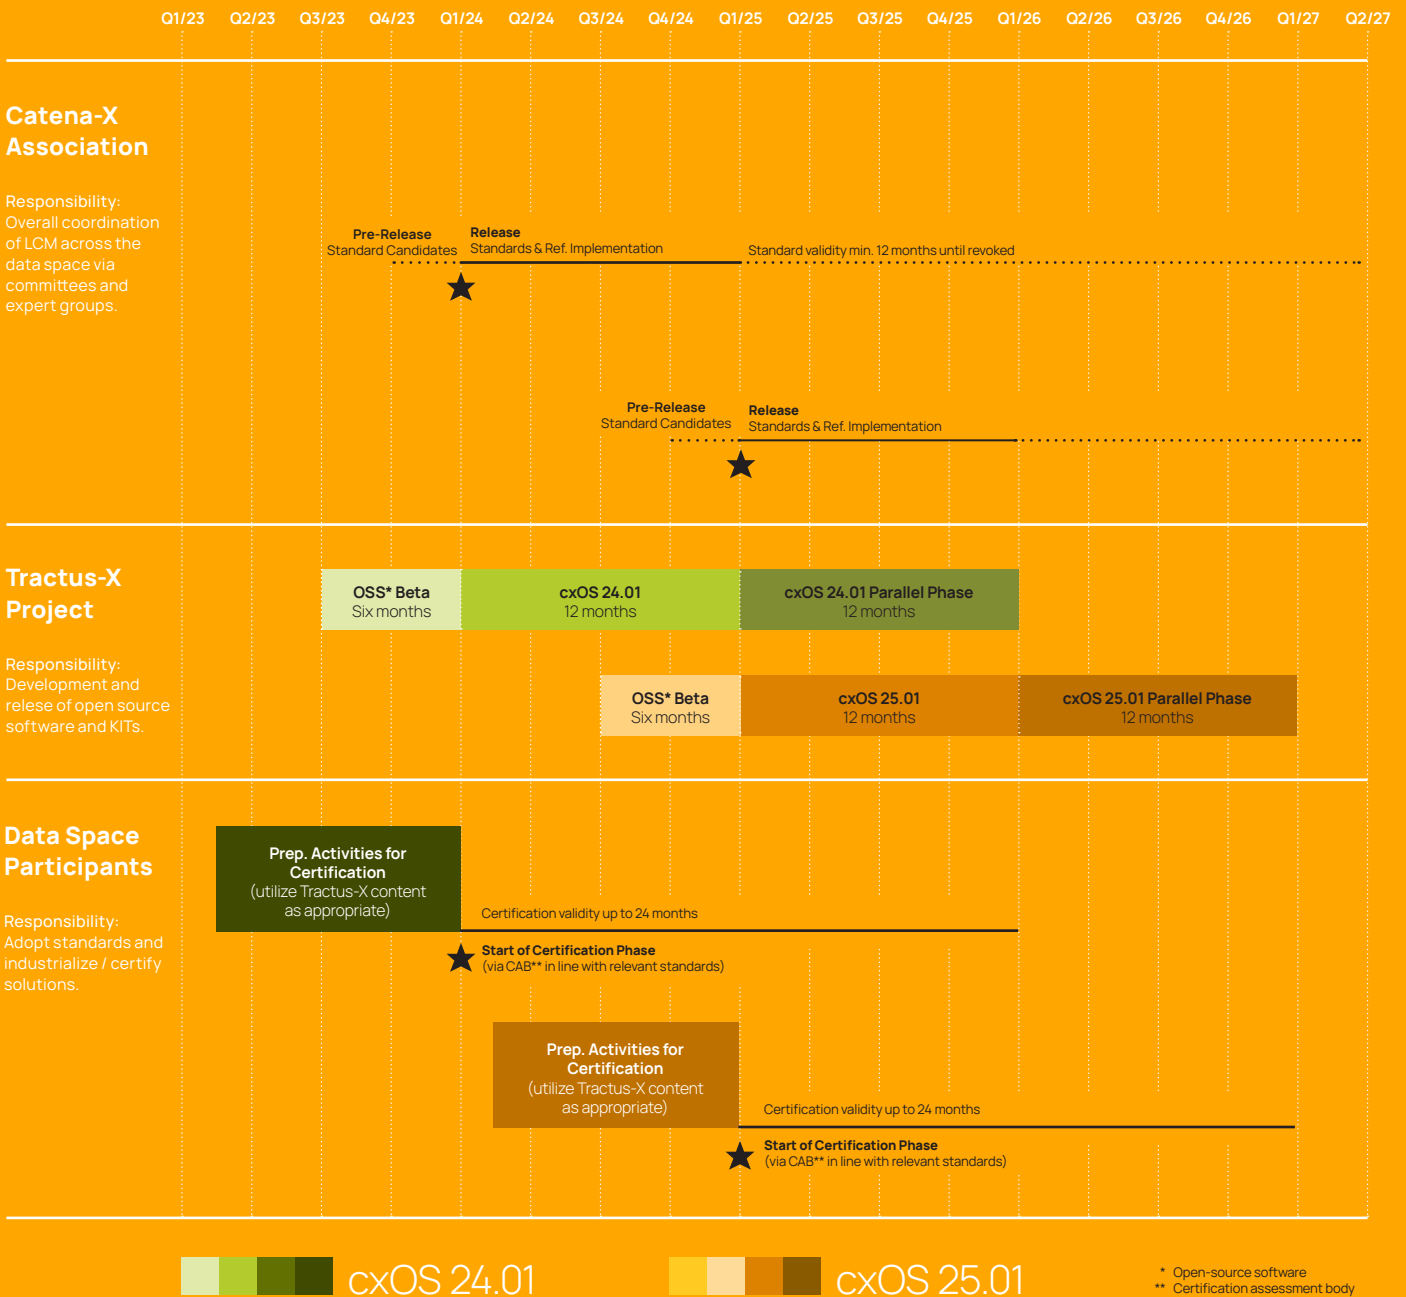 Q1/23 Q2/23 Q3/23 Q4/23 Q1/24 Q2/24 Q3/24 Q4/24 Q1/25 Q2/25 Q3/25 Q4/25 Q1/26 Q2/26 Q3/26 Q4/26 Q1/27 Q2/27
Catena-X
Association
Responsibility:
Overall coordination
of LCM across the
data space via
committees and
expert groups.
Pre-Release
Standard Candidates
Release
Standards & Ref. Implementation
Standard validity min. 12 months until revoked
Pre-Release
Standard Candidates
Release
Standards & Ref. Implementation
Tractus-X
Project
Responsibility:
Development and
relese of open source
software and KITs.
OSS* Beta
Six months
cxOS 24.01
12 months
cxOS 24.01 Parallel Phase
12 months
OSS* Beta
Six months
cxOS 25.01
12 months
cxOS 25.01 Parallel Phase
12 months
Data Space
Participants
Responsibility:
Adopt standards and
industrialize / certify
solutions.
Prep. Activities for
Certification
(utilize Tractus-X content
as appropriate)
Certification validity up to 24 months
Start of Certification Phase
(via CAB** in line with relevant standards)
Prep. Activities for
Certification
(utilize Tractus-X content
as appropriate)
Certification validity up to 24 months
Start of Certification Phase
(via CAB** in line with relevant standards)
cxOS 24.01
cxOS 25.01
* Open-source software
** Certification assessment body